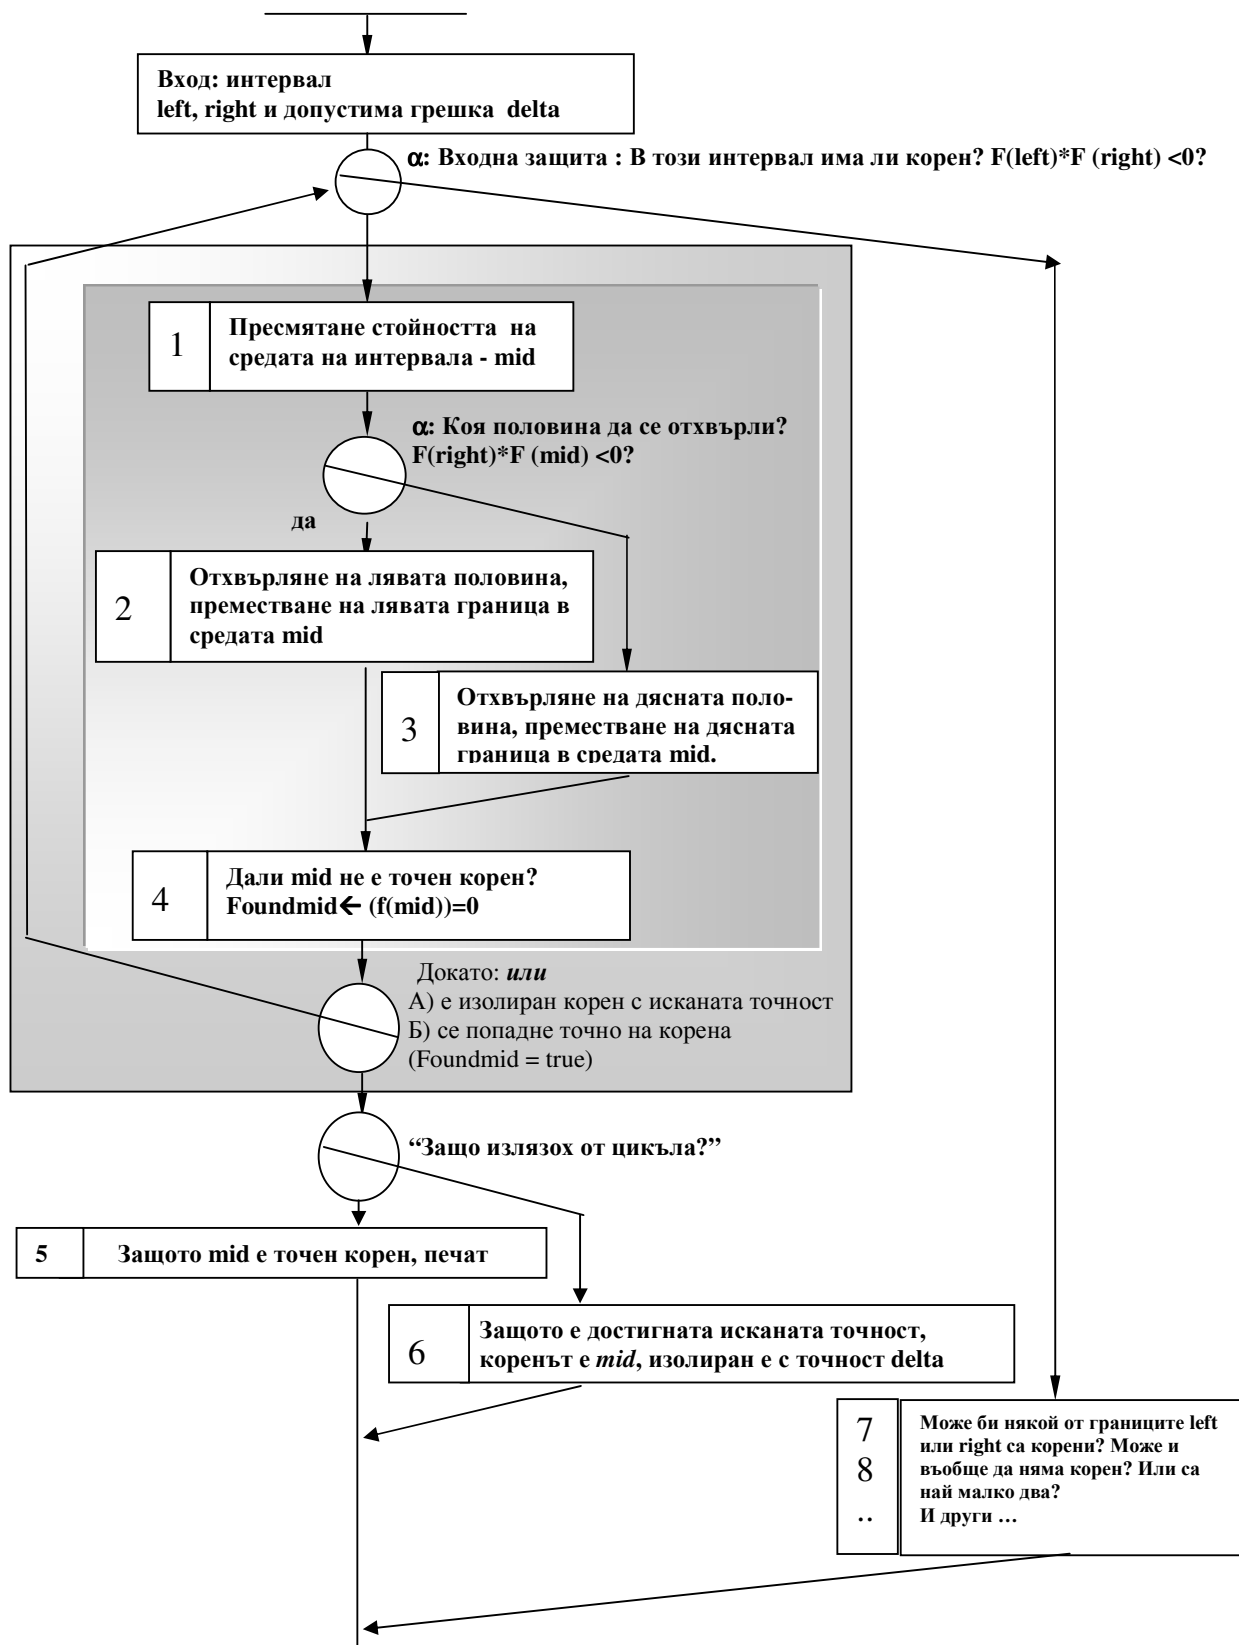 Вход: интервал
left, right и допустима грешка delta
α: Входна защита : В този интервал има ли корен? F(left)*F (right) <0?
1
Пресмятане стойността на
средата на интервала - mid
α: Коя половина да се отхвърли?
F(right)*F (mid) <0?
да
2
Отхвърляне на лявата половина,
преместване на лявата граница в
средата mid
3
Отхвърляне на дясната поло-
вина, преместване на дясната
граница в средата mid.
4
Дали mid не е точен корен?
Foundmid← (f(mid))=0
Докато: или
А) е изолиран корен с исканата точност
Б) се попадне точно на корена
(Foundmid = true)
“Защо излязох от цикъла?”
5
Защото mid е точен корен, печат
6
Защото е достигната исканата точност,
коренът е mid, изолиран е с точност delta
7
8
..
Може би някой от границите left
или right са корени? Може и
въобще да няма корен? Или са
най малко два?
И други …